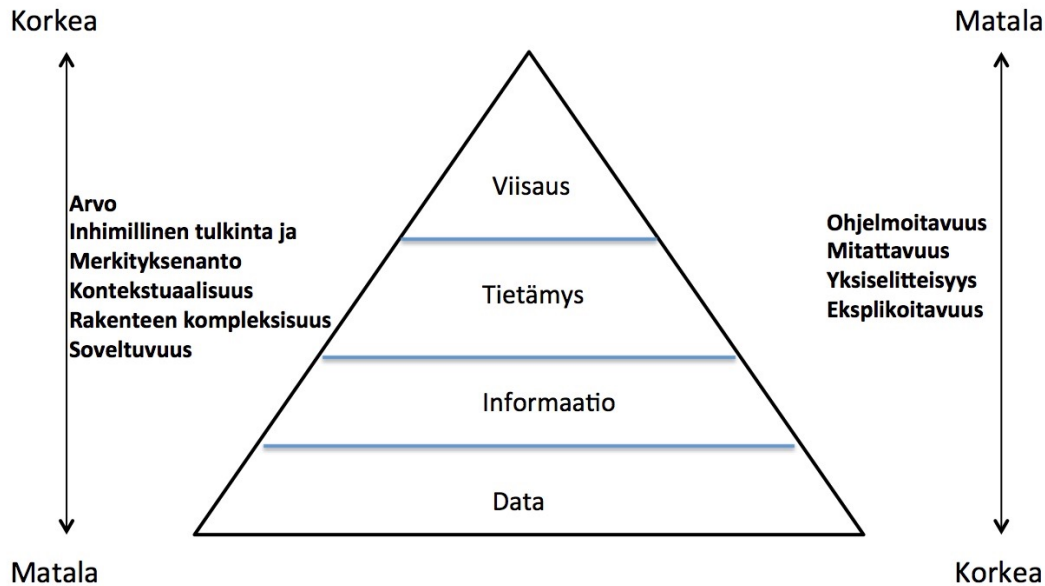 Korkea
Matala
Viisaus
Arvo
Inhimillinen tulkinta ja
Merkityksenanto
Kontekstuaalisuus
Rakenteen kompleksisuus
Soveltuvuus
Ohjelmoitavuus
Mitattavuus
Yksiselitteisyys
Eksplikoitavuus
Tietämys
Informaatio
Data
Matala
Korkea